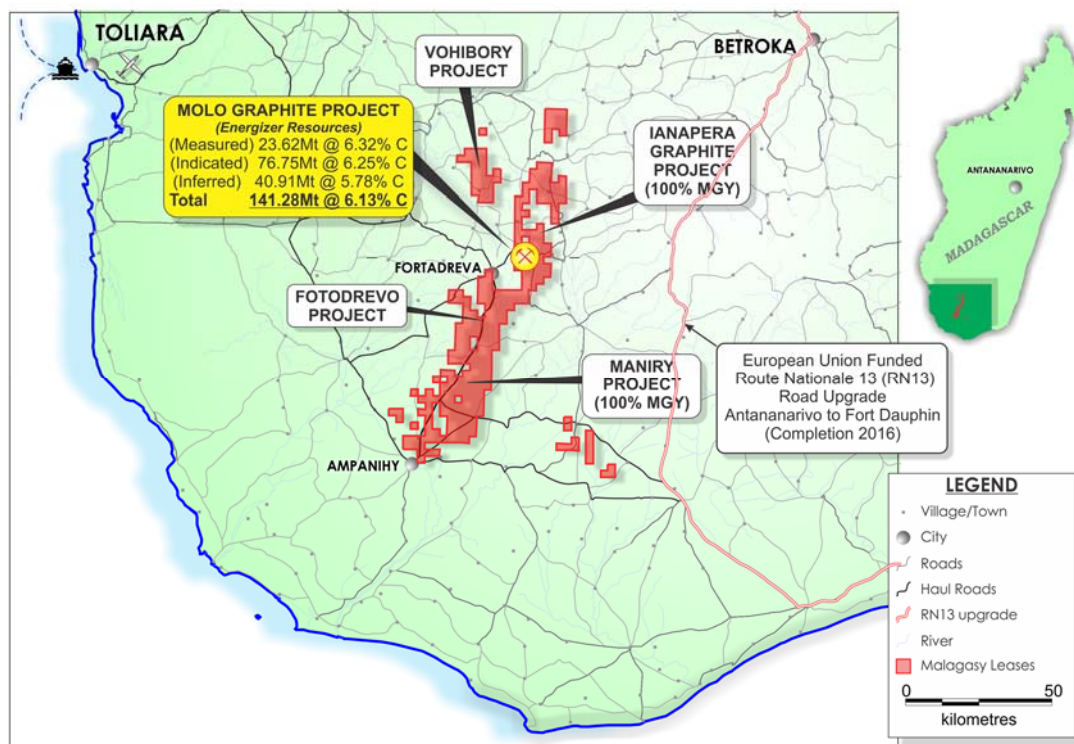 TOLIARA
BETROKA
VOHIBORY
PROJECT
MOLO GRAPHITE PROJECT
(Energizer Resources)
(Measured) 23.62Mt @ 6.32% C
(Indicated) 76.75Mt @ 6.25% C
(Inferred) 40.91Mt @ 5.78% C
Total 141.28Mt @ 6.13% C
IANAPERA
GRAPHITE
PROJECT
(100% MGY)
ANTANANARIVO
MADAGASCAR
FORTADREVA
FOTODREVO
PROJECT
MANIRY
PROJECT
(100% MGY)
European Union Funded
Route Nationale 13 (RN13)
Road Upgrade
Antananarivo to Fort Dauphin
(Completion 2016)
AMPANIHY
LEGEND
Village/Town
City
Roads
Haul Roads
RN13 upgrade
River
Malagasy Leases
0 50
kilometres